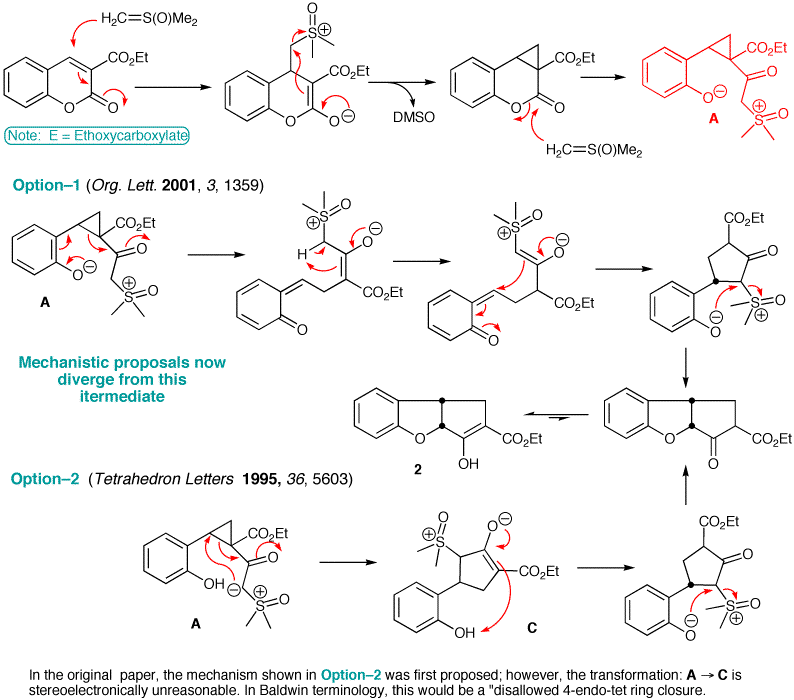 H2C=S(O)Me2
CO2Et
O
O
Note: E = Ethoxycarboxylate
S+
O
CO2Et
O
O⊖
DMSO
CO2Et
O
O
H2C=S(O)Me2
CO2Et
O
O⊖
S+
O
A
Option–1 (Org. Lett. 2001, 3, 1359)
CO2Et
O
O⊖
S+
O
A
S+
O
H
O⊖
CO2Et
O
S+
O
O⊖
CO2Et
O
CO2Et
O
O⊖
S+
O
Mechanistic proposals now
diverge from this
itermediate
O
CO2Et
OH
2
O
O
CO2Et
Option–2 (Tetrahedron Letters 1995, 36, 5603)
CO2Et
O
OH
⊖
S+
O
A
O
S+
O⊖
CO2Et
OH
C
CO2Et
O
O⊖
S+
O
In the original paper, the mechanism shown in Option–2 was first proposed; however, the transformation: A → C is
stereoelectronically unreasonable. In Baldwin terminology, this would be a "disallowed 4-endo-tet ring closure.